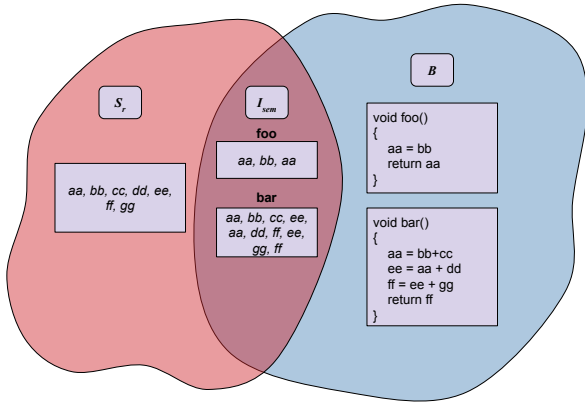 S_r
aa, bb, cc, dd, ee,
ff, gg
I_sem
foo
aa, bb, aa
bar
aa, bb, cc, ee,
aa, dd, ff, ee,
gg, ff
B
void foo()
{
aa = bb
return aa
}
void bar()
{
aa = bb+cc
ee = aa + dd
ff = ee + gg
return ff
}